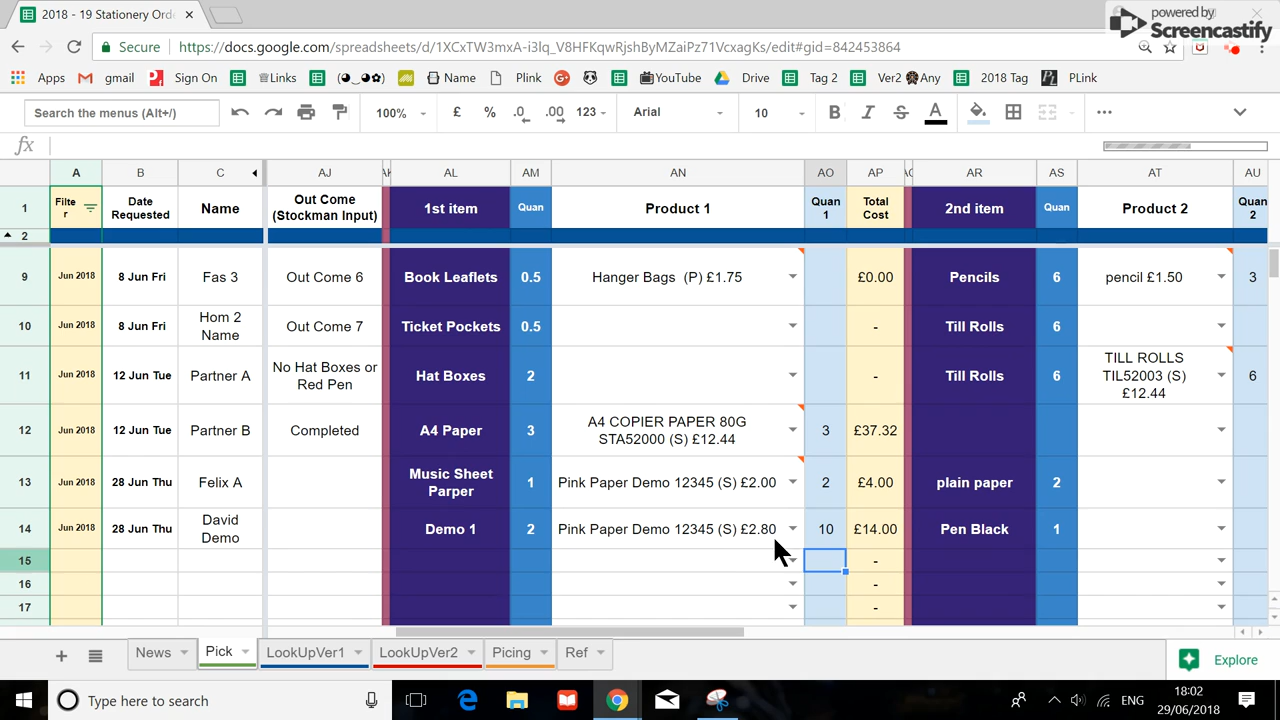 2018 - 19 Stationery Orde
powered by
Screencastify
Secure
https://docs.google.com/spreadsheets/d/
/edit#gid=842453864
Apps gmail Sign On Links Name Plink YouTube Drive Tag 2 Ver2 Any 2018 Tag PLink
Search the menus (Alt+/) 100% £ % .0 .00 123 Arial 10 B I S A
fx
A B C AJ AL AM AN AO AP AR AS AT AU
1 Filte r Date Requested Name Out Come (Stockman Input) 1st item Quan Product 1 Quan 1 Total Cost 2nd item Quan Product 2 Quan 2
2
9 Jun 2018 8 Jun Fri Fas 3 Out Come 6 Book Leaflets 0.5 Hanger Bags (P) £1.75 £0.00 Pencils 6 pencil £1.50 3
10 Jun 2018 8 Jun Fri Hom 2 Name Out Come 7 Ticket Pockets 0.5 - Till Rolls 6
11 Jun 2018 12 Jun Tue Partner A No Hat Boxes or Red Pen Hat Boxes 2 - Till Rolls 6 TILL ROLLS TIL52003 (S) £12.44 6
12 Jun 2018 12 Jun Tue Partner B Completed A4 Paper 3 A4 COPIER PAPER 80G STA52000 (S) £12.44 3 £37.32
13 Jun 2018 28 Jun Thu Felix A Music Sheet Parper 1 Pink Paper Demo 12345 (S) £2.00 2 £4.00 plain paper 2
14 Jun 2018 28 Jun Thu David Demo Demo 1 2 Pink Paper Demo 12345 (S) £2.80 10 £14.00 Pen Black 1
15 -
16 -
17 -
News Pick LookUpVer1 LookUpVer2 Picing Ref Explore
Type here to search ENG 18:02
29/06/2018